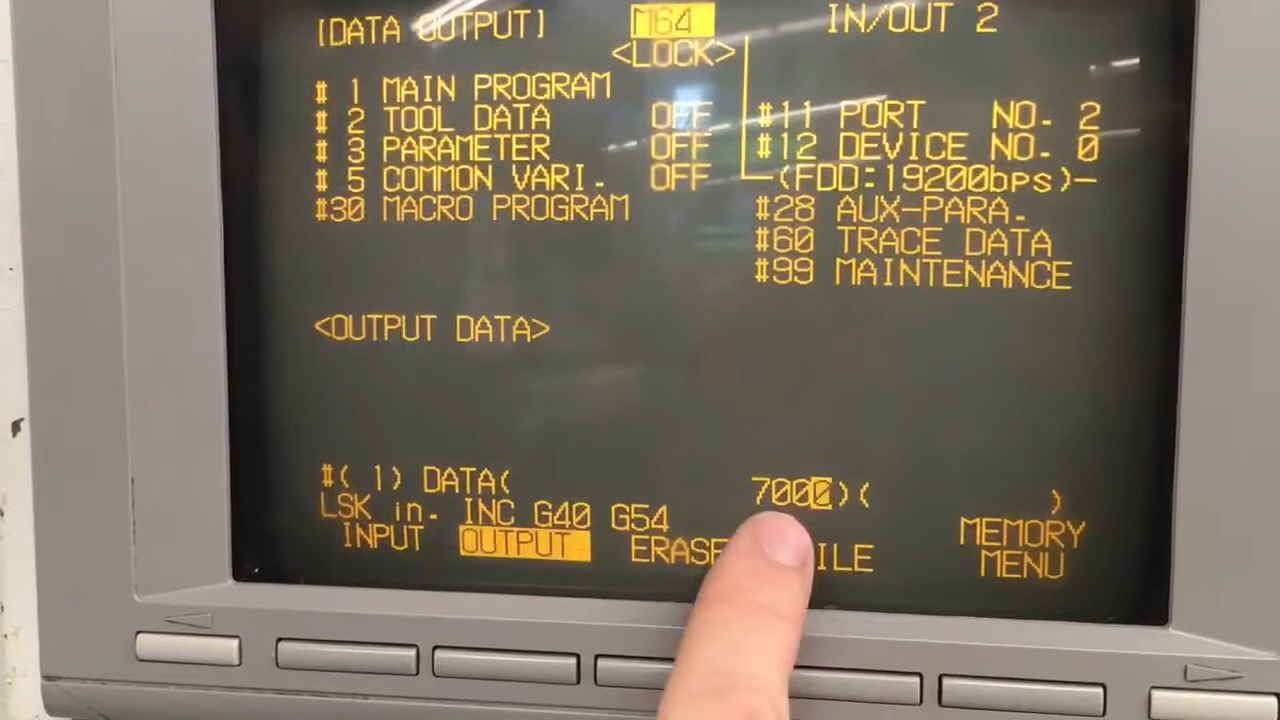 [DATA OUTPUT] M64 IN/OUT 2
<LOCK>
# 1 MAIN PROGRAM
# 2 TOOL DATA OFF #11 PORT NO. 2
# 3 PARAMETER OFF #12 DEVICE NO. 0
# 5 COMMON VARI. OFF (FDD:19200bps)
#30 MACRO PROGRAM #28 AUX-PARA.
#60 TRACE DATA
#99 MAINTENANCE
<OUTPUT DATA>
#( 1) DATA( 7000)( )
LSK in. INC G40 G54
INPUT OUTPUT ERASE MEMORY
MENU